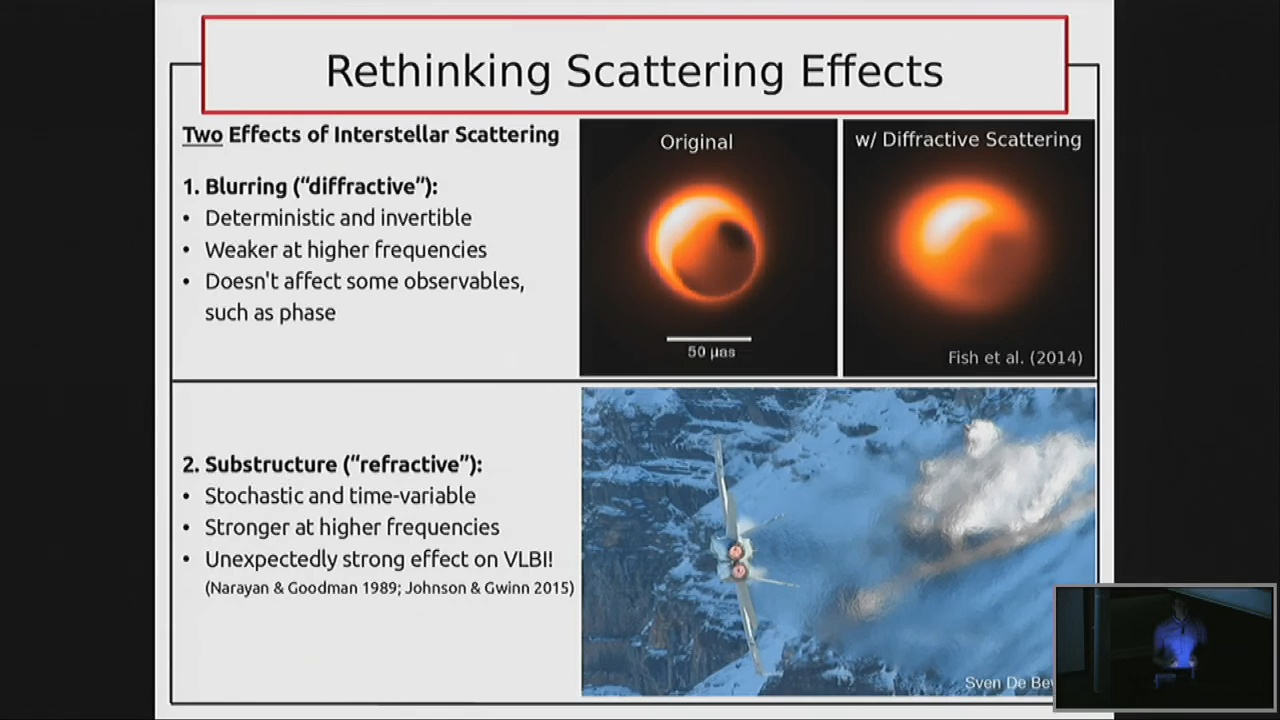 Rethinking Scattering Effects
Two Effects of Interstellar Scattering
1. Blurring (“diffractive”):
• Deterministic and invertible
• Weaker at higher frequencies
• Doesn't affect some observables,
such as phase
Original
50 μas
w/ Diffractive Scattering
Fish et al. (2014)
2. Substructure (“refractive”):
• Stochastic and time-variable
• Stronger at higher frequencies
• Unexpectedly strong effect on VLBI!
(Narayan & Goodman 1989; Johnson & Gwinn 2015)
Sven De